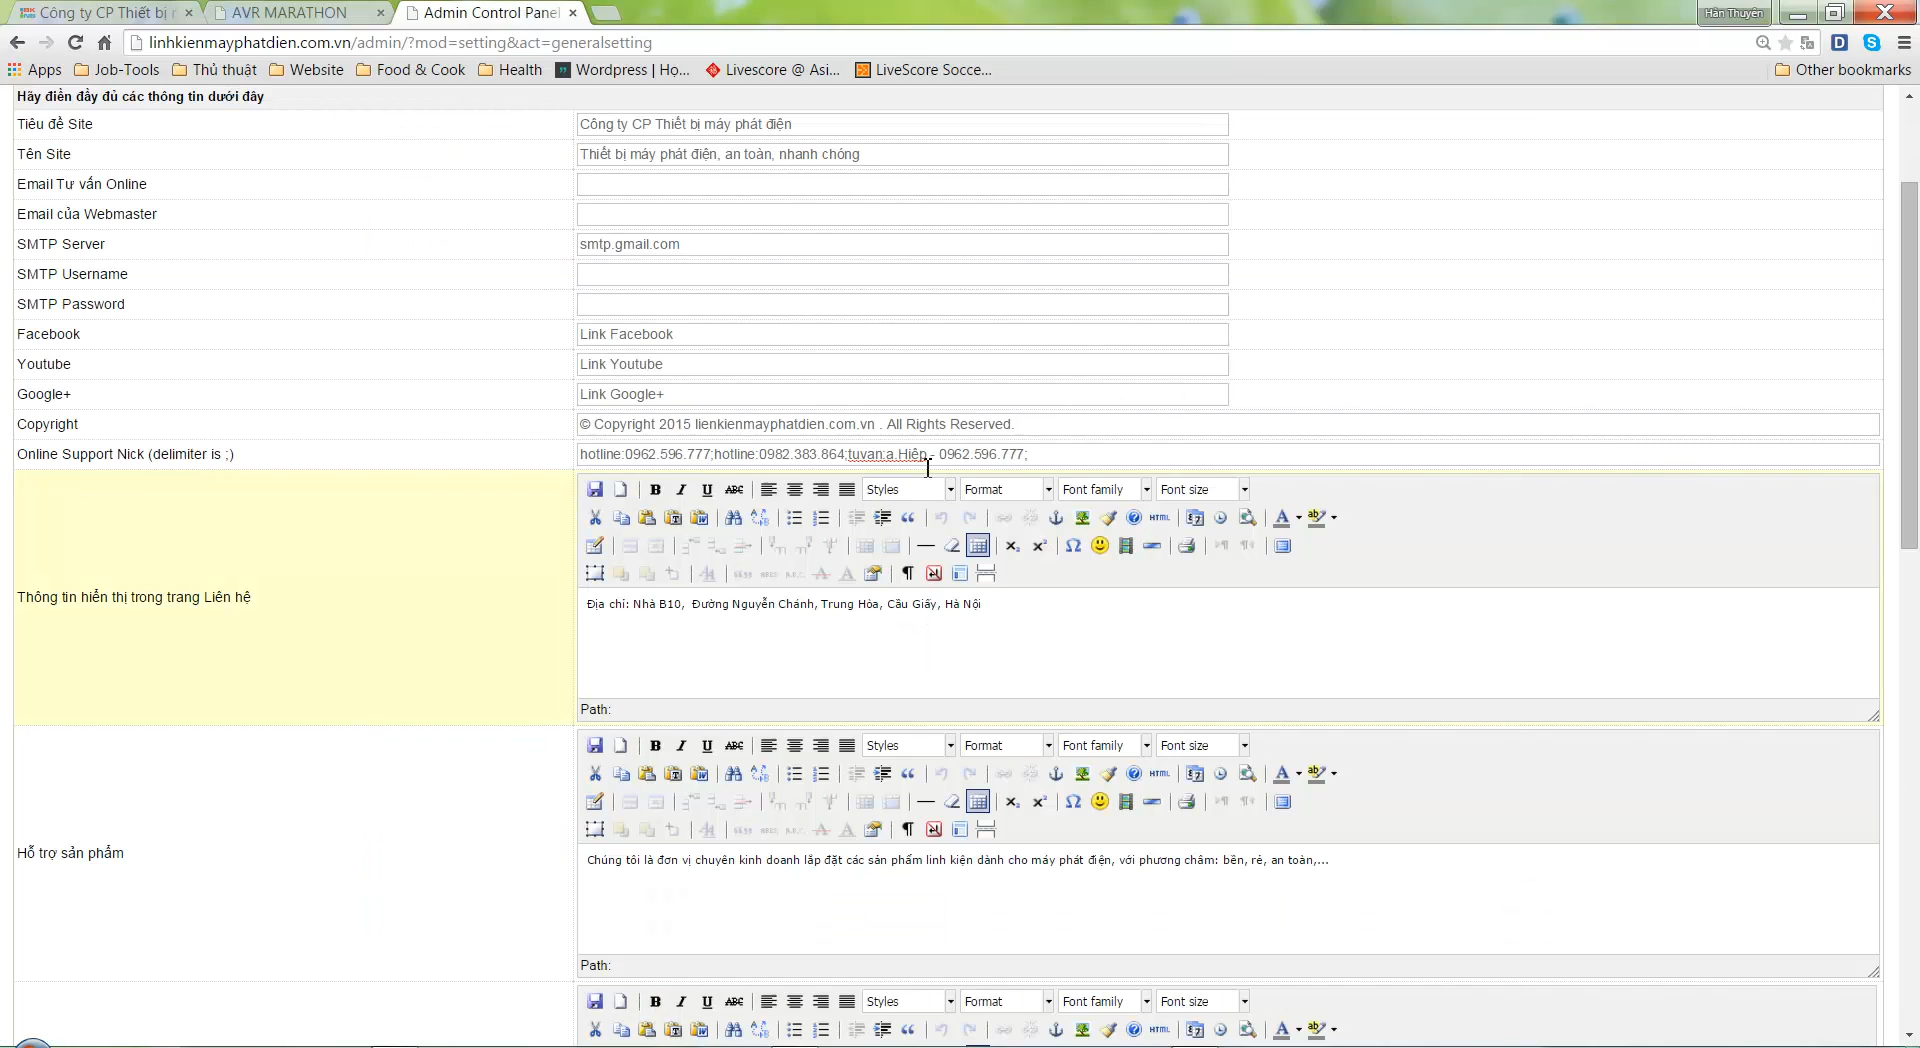 Công ty CP Thiết bị
AVR MARATHON
Admin Control Panel
Hân Thuyên
linhkienmayphatdien.com.vn/admin/?mod=setting&act=generalsetting
Apps Job-Tools Thủ thuật Website Food & Cook Health Wordpress | Họ... Livescore @ Asi... LiveScore Socce... Other bookmarks
Hãy điền đầy đủ các thông tin dưới đây
Tiêu đề Site Công ty CP Thiết bị máy phát điện
Tên Site Thiết bị máy phát điện, an toàn, nhanh chóng
Email Tư vấn Online
Email của Webmaster
SMTP Server smtp.gmail.com
SMTP Username
SMTP Password
Facebook Link Facebook
Youtube Link Youtube
Google+ Link Google+
Copyright © Copyright 2015 lienkienmayphatdien.com.vn . All Rights Reserved.
Online Support Nick (delimiter is ;) hotline:0962.596.777;hotline:0982.383.864;tuvan:a.Hiệp - 0962.596.777;
B I U ABC Styles Format Font family Font size
HTML
Thông tin hiển thị trong trang Liên hệ
Địa chỉ: Nhà B10, Đường Nguyễn Chánh, Trung Hòa, Cầu Giấy, Hà Nội
Path:
B I U ABC Styles Format Font family Font size
HTML
Hỗ trợ sản phẩm
Chúng tôi là đơn vị chuyên kinh doanh lắp đặt các sản phẩm linh kiện dành cho máy phát điện, với phương châm: bền, rẻ, an toàn,...
Path:
B I U ABC Styles Format Font family Font size
HTML